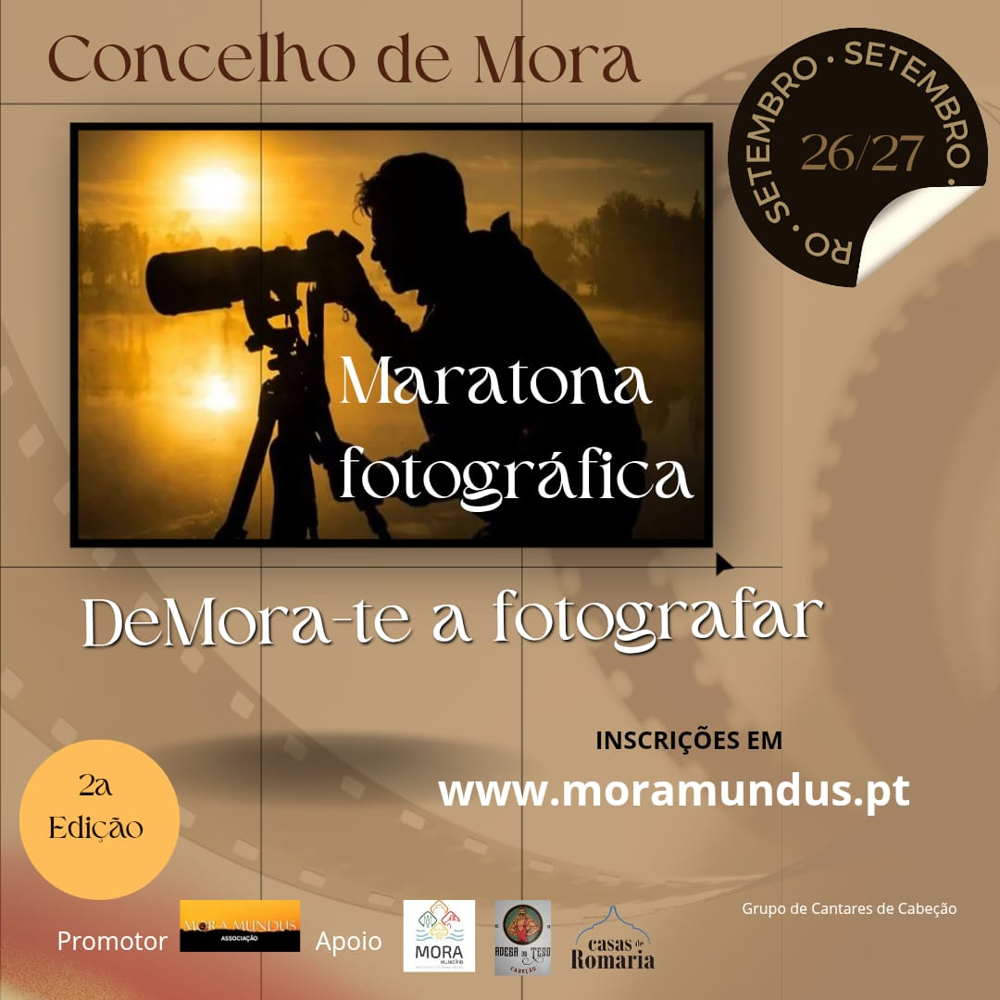 Concelho de Mora
SETEMBRO · SETEMBRO · SETEMBRO
26/27
Maratona
fotográfica
DeMora-te a fotografar
2a
Edição
INSCRIÇÕES EM
www.moramundus.pt
Grupo de Cantares de Cabeção
Promotor
MORA MUNDUS
ASSOCIAÇÃO
Apoio
MORA
MUNICÍPIO
ADEGA DO TESO
CABEÇÃO
casas de
Romaria